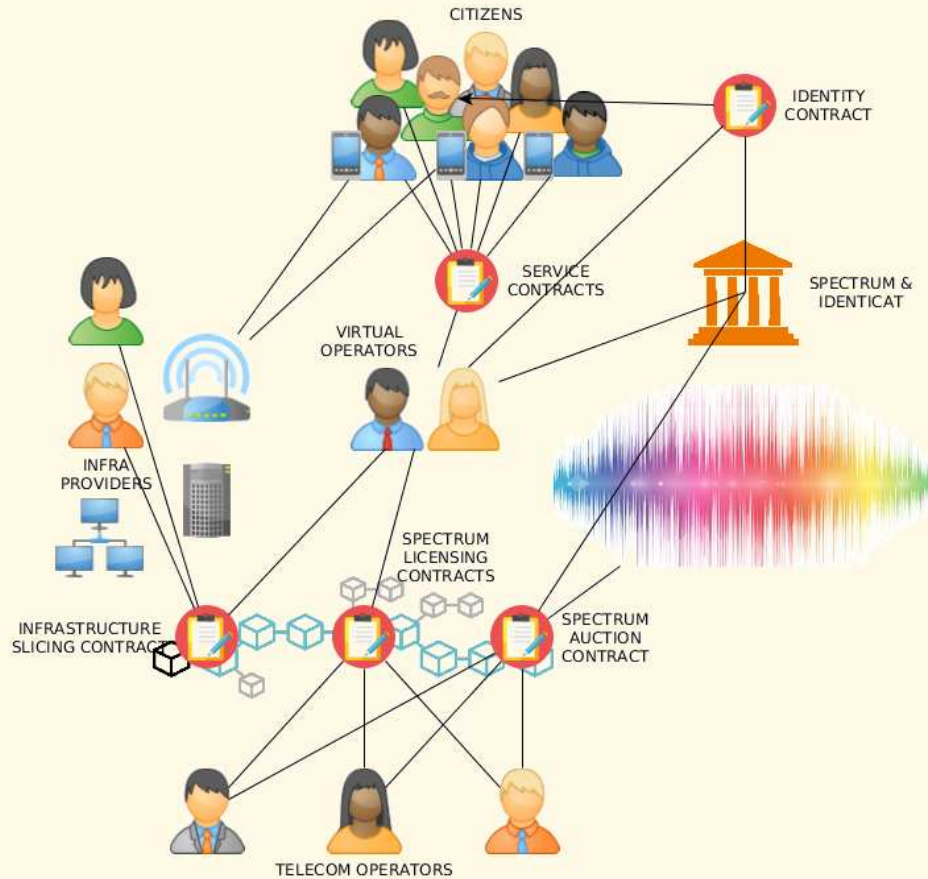 CITIZENS
IDENTITY
CONTRACT
SERVICE
CONTRACTS
SPECTRUM &
IDENTICAT
VIRTUAL
OPERATORS
INFRA
PROVIDERS
SPECTRUM
LICENSING
CONTRACTS
INFRASTRUCTURE
SLICING CONTRACT
SPECTRUM
AUCTION
CONTRACT
TELECOM OPERATORS